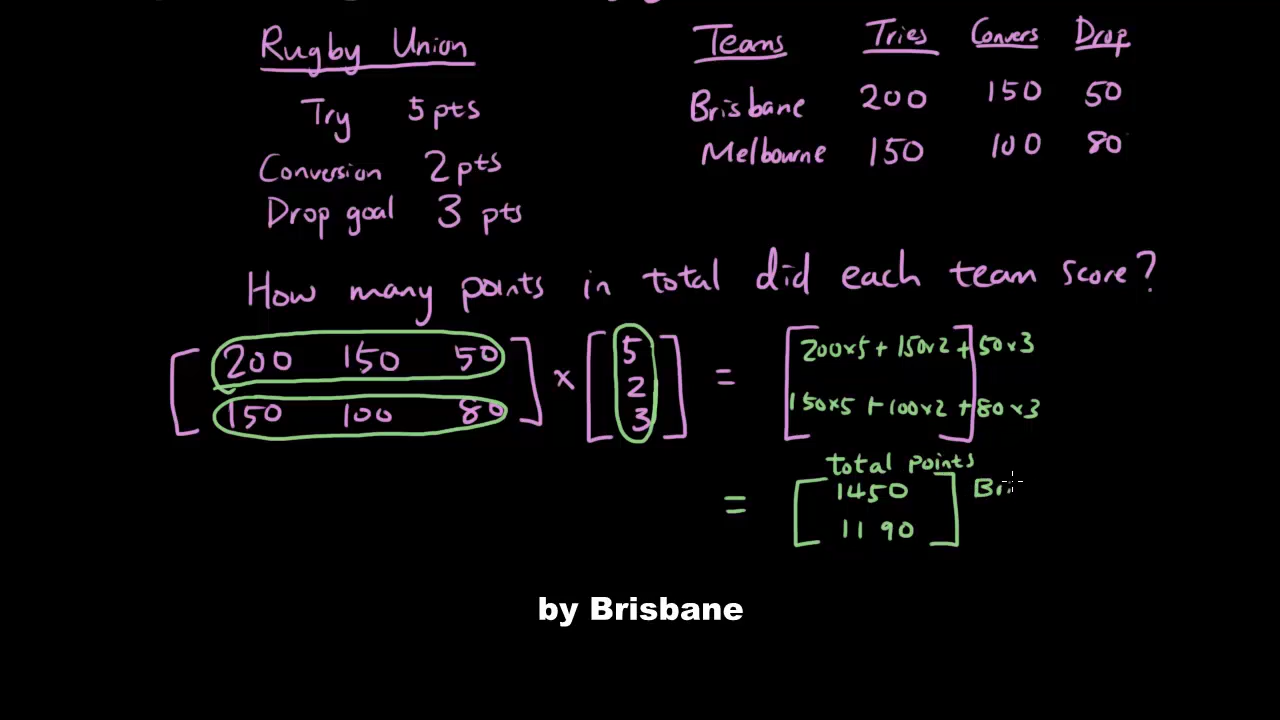 Rugby Union
Try 5 pts
Conversion 2 pts
Drop goal 3 pts
Teams Tries Convers Drop
Brisbane 200 150 50
Melbourne 150 100 80
How many points in total did each team score?
[200 150 50] × [5 = [200×5 + 150×2 + 50×3
2
150 100 80 3] 150×5 + 100×2 + 80×3]
total points
= [1450] Bri
1190
by Brisbane